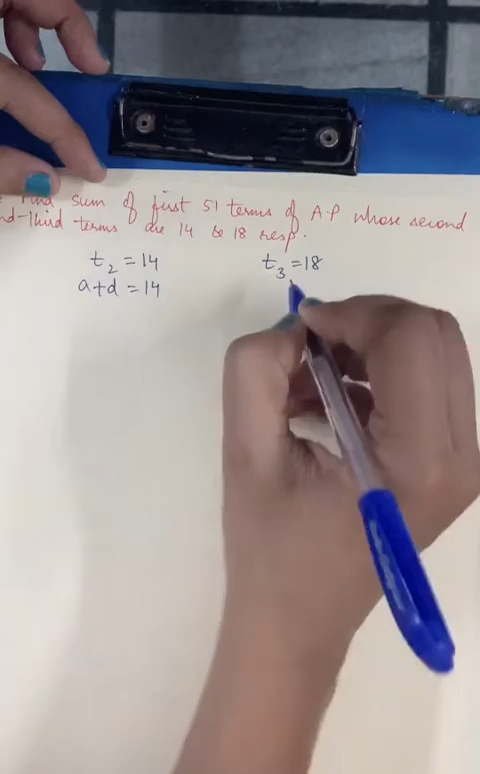 Find sum of first 51 terms of A.P whose second
nd-third terms are 14 & 18 resp.
t₂ = 14 t₃ = 18
a+d = 14